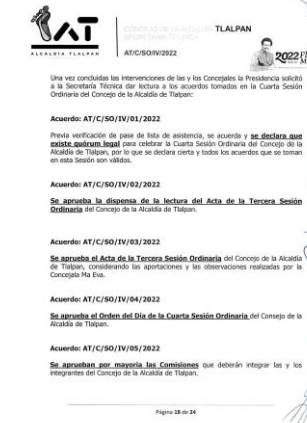 AT
ALCALDÍA TLALPAN
CONCEJO DE LA ALCALDÍA TLALPAN
SECRETARÍA TÉCNICA
AT/C/SO/IV/2022
2022
Una vez concluidas las intervenciones de las y los Concejales la Presidencia solicitó
a la Secretaría Técnica dar lectura a los acuerdos tomados en la Cuarta Sesión
Ordinaria del Concejo de la Alcaldía de Tlalpan:
Acuerdo: AT/C/SO/IV/01/2022
Previa verificación de pase de lista de asistencia, se acuerda y se declara que
existe quórum legal para celebrar la Cuarta Sesión Ordinaria del Concejo de la
Alcaldía de Tlalpan, por lo que se declara cierta y todos los acuerdos que se toman
en esta Sesión son válidos.
Acuerdo: AT/C/SO/IV/02/2022
Se aprueba la dispensa de la lectura del Acta de la Tercera Sesión
Ordinaria del Concejo de la Alcaldía de Tlalpan.
Acuerdo: AT/C/SO/IV/03/2022
Se aprueba el Acta de la Tercera Sesión Ordinaria del Concejo de la Alcaldía
de Tlalpan, considerando las aportaciones y las observaciones realizadas por la
Concejala Ma Eva.
Acuerdo: AT/C/SO/IV/04/2022
Se aprueba el Orden del Día de la Cuarta Sesión Ordinaria del Consejo de la
Alcaldía de Tlalpan.
Acuerdo: AT/C/SO/IV/05/2022
Se aprueban por mayoría las Comisiones que deberán integrar las y los
integrantes del Concejo de la Alcaldía de Tlalpan.
Página 16 de 24